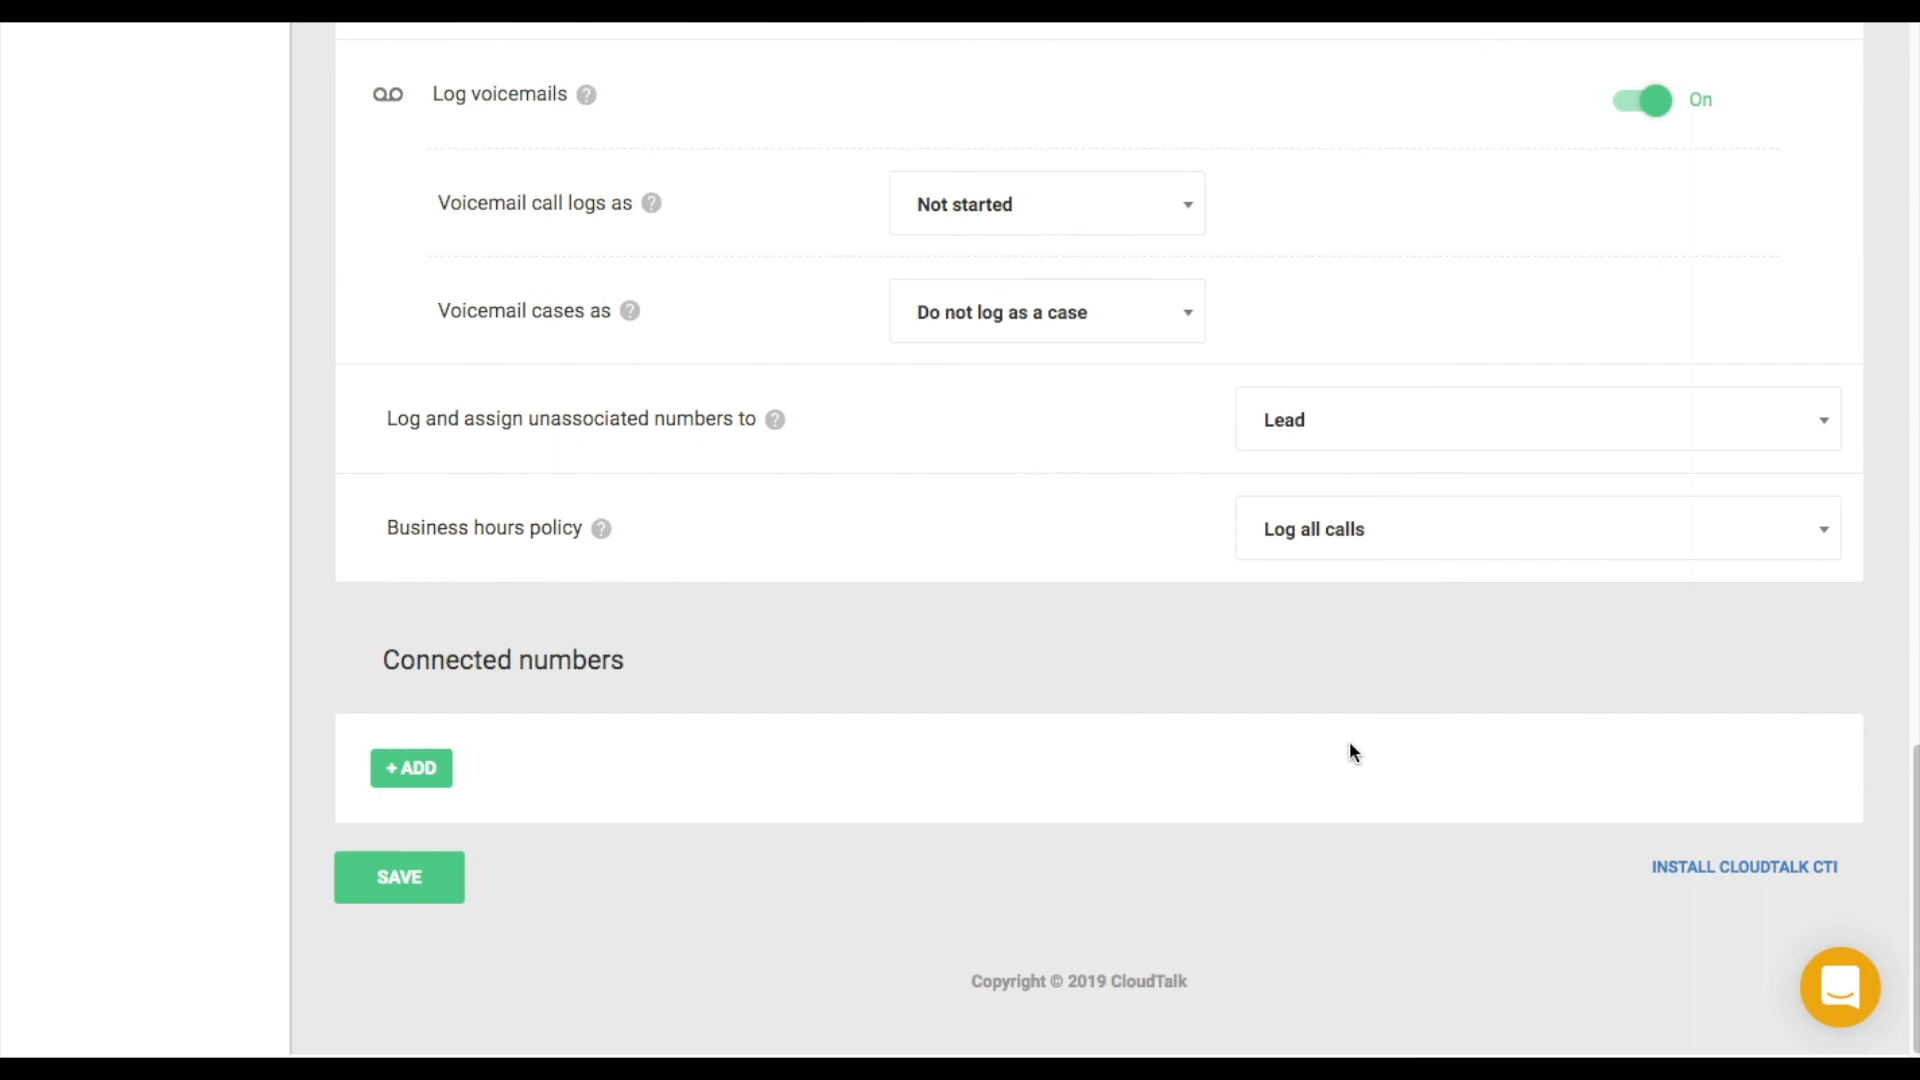 Log voicemails ?
On
Voicemail call logs as ?
Not started
Voicemail cases as ?
Do not log as a case
Log and assign unassociated numbers to ?
Lead
Business hours policy ?
Log all calls
Connected numbers
+ ADD
SAVE
INSTALL CLOUDTALK CTI
Copyright © 2019 CloudTalk